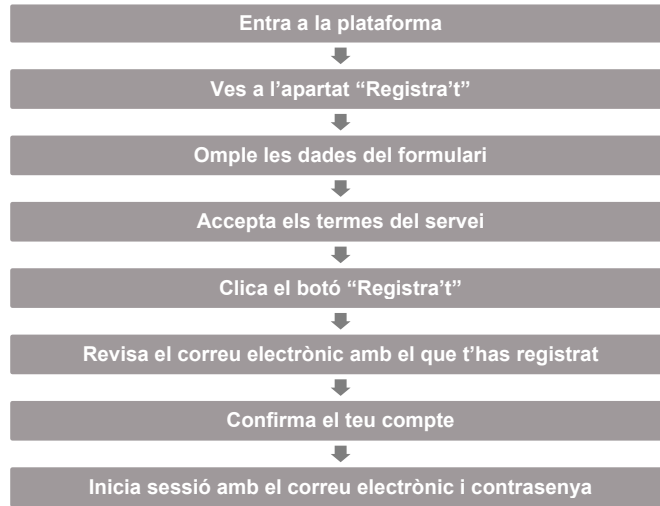 Entra a la plataforma
Ves a l’apartat “Registra’t”
Omple les dades del formulari
Accepta els termes del servei
Clica el botó “Registra’t”
Revisa el correu electrònic amb el que t’has registrat
Confirma el teu compte
Inicia sessió amb el correu electrònic i contrasenya